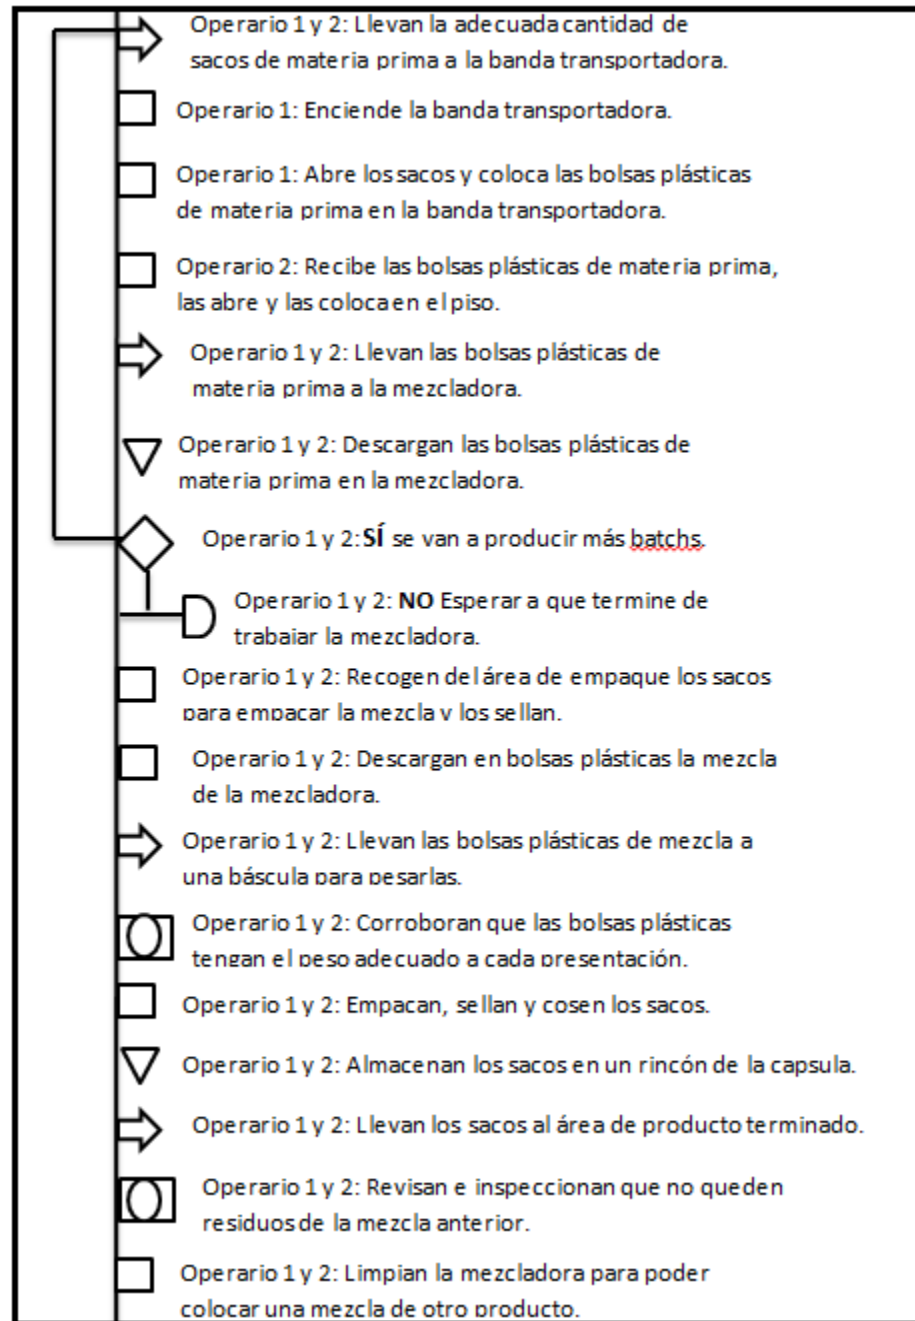 Operario 1 y 2: Llevan la adecuada cantidad de
sacos de materia prima a la banda transportadora.
Operario 1: Enciende la banda transportadora.
Operario 1: Abre los sacos y coloca las bolsas plásticas
de materia prima en la banda transportadora.
Operario 2: Recibe las bolsas plásticas de materia prima,
las abre y las coloca en el piso.
Operario 1 y 2: Llevan las bolsas plásticas de
materia prima a la mezcladora.
Operario 1 y 2: Descargan las bolsas plásticas de
materia prima en la mezcladora.
Operario 1 y 2: SÍ se van a producir más batchs.
Operario 1 y 2: NO Esperar a que termine de
trabajar la mezcladora.
Operario 1 y 2: Recogen del área de empaque los sacos
para empacar la mezcla y los sellan.
Operario 1 y 2: Descargan en bolsas plásticas la mezcla
de la mezcladora.
Operario 1 y 2: Llevan las bolsas plásticas de mezcla a
una báscula para pesarlas.
Operario 1 y 2: Corroboran que las bolsas plásticas
tengan el peso adecuado a cada presentación.
Operario 1 y 2: Empacan, sellan y cosen los sacos.
Operario 1 y 2: Almacenan los sacos en un rincón de la capsula.
Operario 1 y 2: Llevan los sacos al área de producto terminado.
Operario 1 y 2: Revisan e inspeccionan que no queden
residuos de la mezcla anterior.
Operario 1 y 2: Limpian la mezcladora para poder
colocar una mezcla de otro producto.